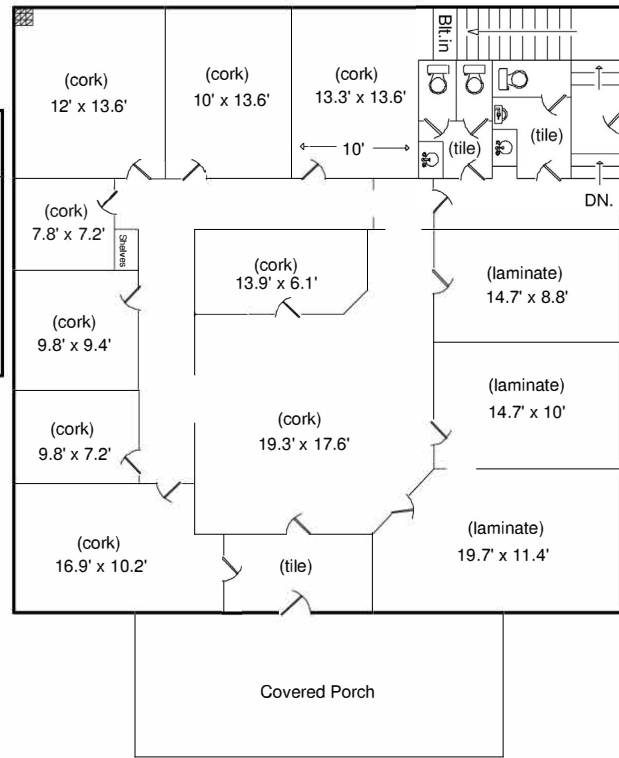 Blt.in
(cork)
12' x 13.6'
(cork)
10' x 13.6'
(cork)
13.3' x 13.6'
10'
(tile)
(tile)
DN.
(cork)
7.8' x 7.2'
Shelves
(cork)
13.9' x 6.1'
(laminate)
14.7' x 8.8'
(cork)
9.8' x 9.4'
(laminate)
14.7' x 10'
(cork)
19.3' x 17.6'
(cork)
9.8' x 7.2'
(cork)
16.9' x 10.2'
(tile)
(laminate)
19.7' x 11.4'
Covered Porch